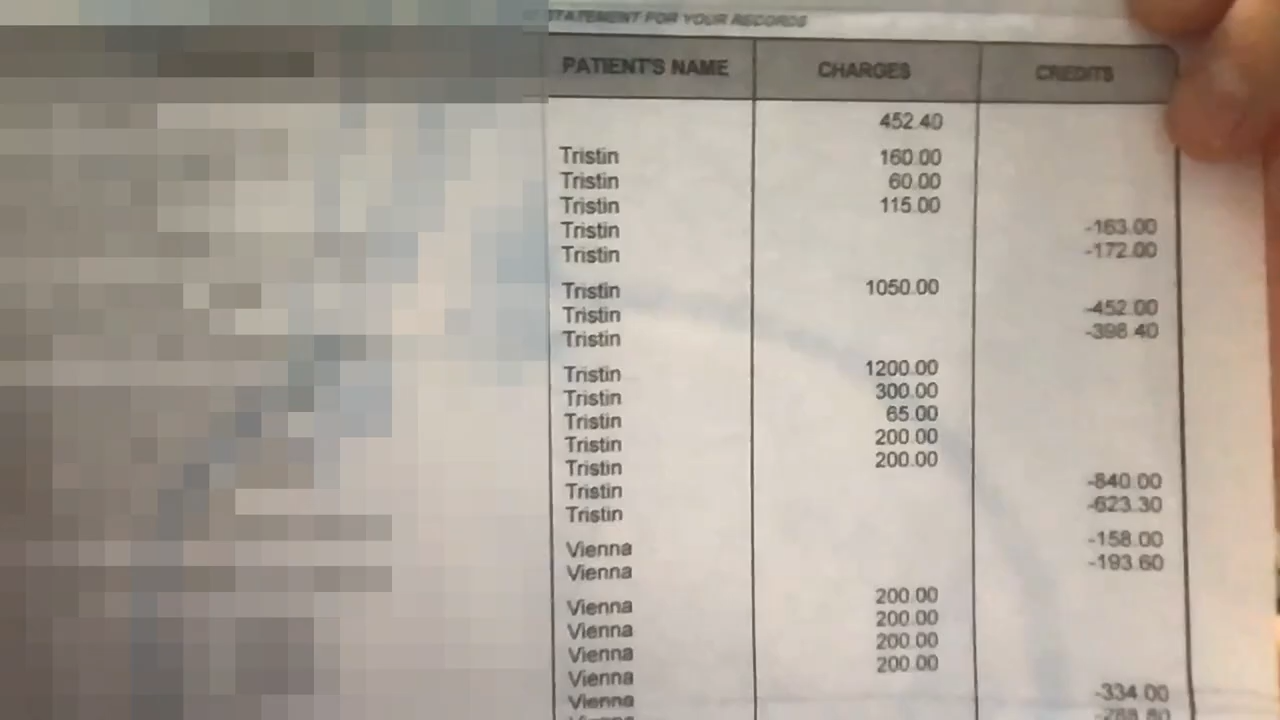 STATEMENT FOR YOUR RECORDS
PATIENT'S NAME CHARGES CREDITS
452.40
Tristin 160.00
Tristin 60.00
Tristin 115.00
Tristin -163.00
Tristin -172.00
Tristin 1050.00
Tristin -452.00
Tristin -398.40
Tristin 1200.00
Tristin 300.00
Tristin 65.00
Tristin 200.00
Tristin 200.00
Tristin -840.00
Tristin -623.30
Vienna -158.00
Vienna -193.60
Vienna 200.00
Vienna 200.00
Vienna 200.00
Vienna 200.00
Vienna -334.00